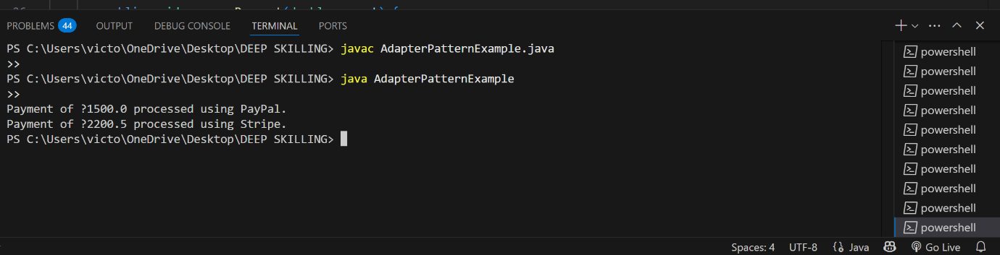 PROBLEMS 44 OUTPUT DEBUG CONSOLE TERMINAL PORTS
PS C:\Users\victo\OneDrive\Desktop\DEEP SKILLING> javac AdapterPatternExample.java
>>
PS C:\Users\victo\OneDrive\Desktop\DEEP SKILLING> java AdapterPatternExample
>>
Payment of ?1500.0 processed using PayPal.
Payment of ?2200.5 processed using Stripe.
PS C:\Users\victo\OneDrive\Desktop\DEEP SKILLING>
powershell
powershell
powershell
powershell
powershell
powershell
powershell
powershell
powershell
powershell
Spaces: 4 UTF-8 Java Go Live